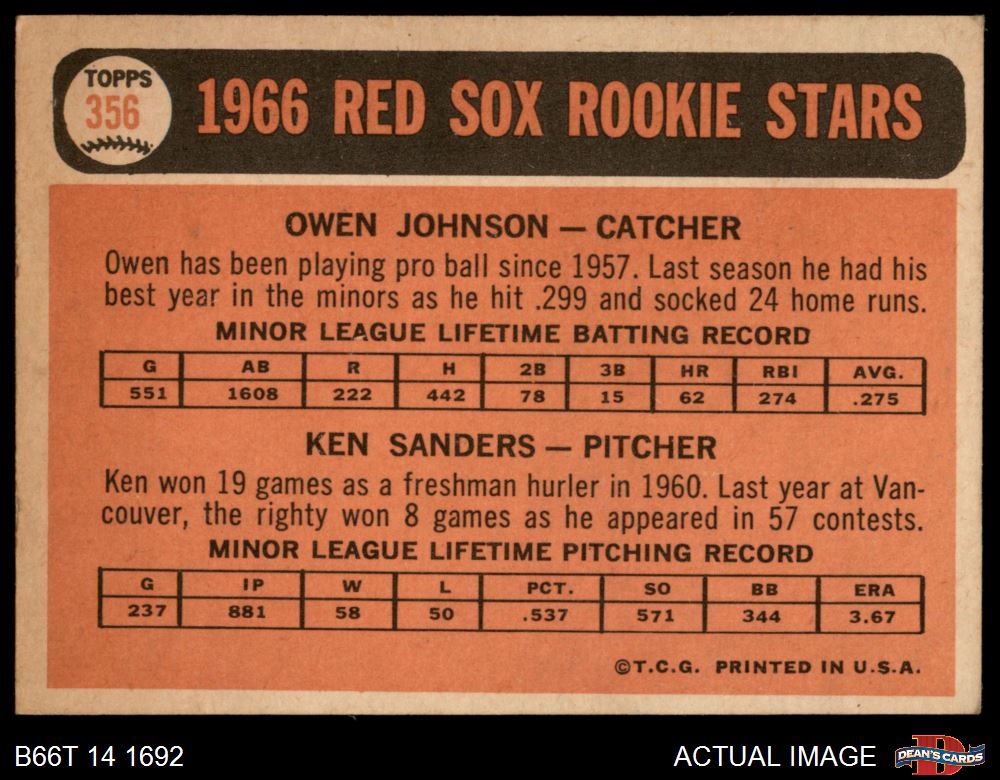 TOPPS
356
1966 RED SOX ROOKIE STARS
OWEN JOHNSON — CATCHER
Owen has been playing pro ball since 1957. Last season he had his
best year in the minors as he hit .299 and socked 24 home runs.
MINOR LEAGUE LIFETIME BATTING RECORD
G AB R H 2B 3B HR RBI AVG.
551 1608 222 442 78 15 62 274 .275
KEN SANDERS — PITCHER
Ken won 19 games as a freshman hurler in 1960. Last year at Van-
couver, the righty won 8 games as he appeared in 57 contests.
MINOR LEAGUE LIFETIME PITCHING RECORD
G IP W L PCT. SO BB ERA
237 881 58 50 .537 571 344 3.67
©T.C.G. PRINTED IN U.S.A.
B66T 14 1692
ACTUAL IMAGE
D
DEAN'S CARDS